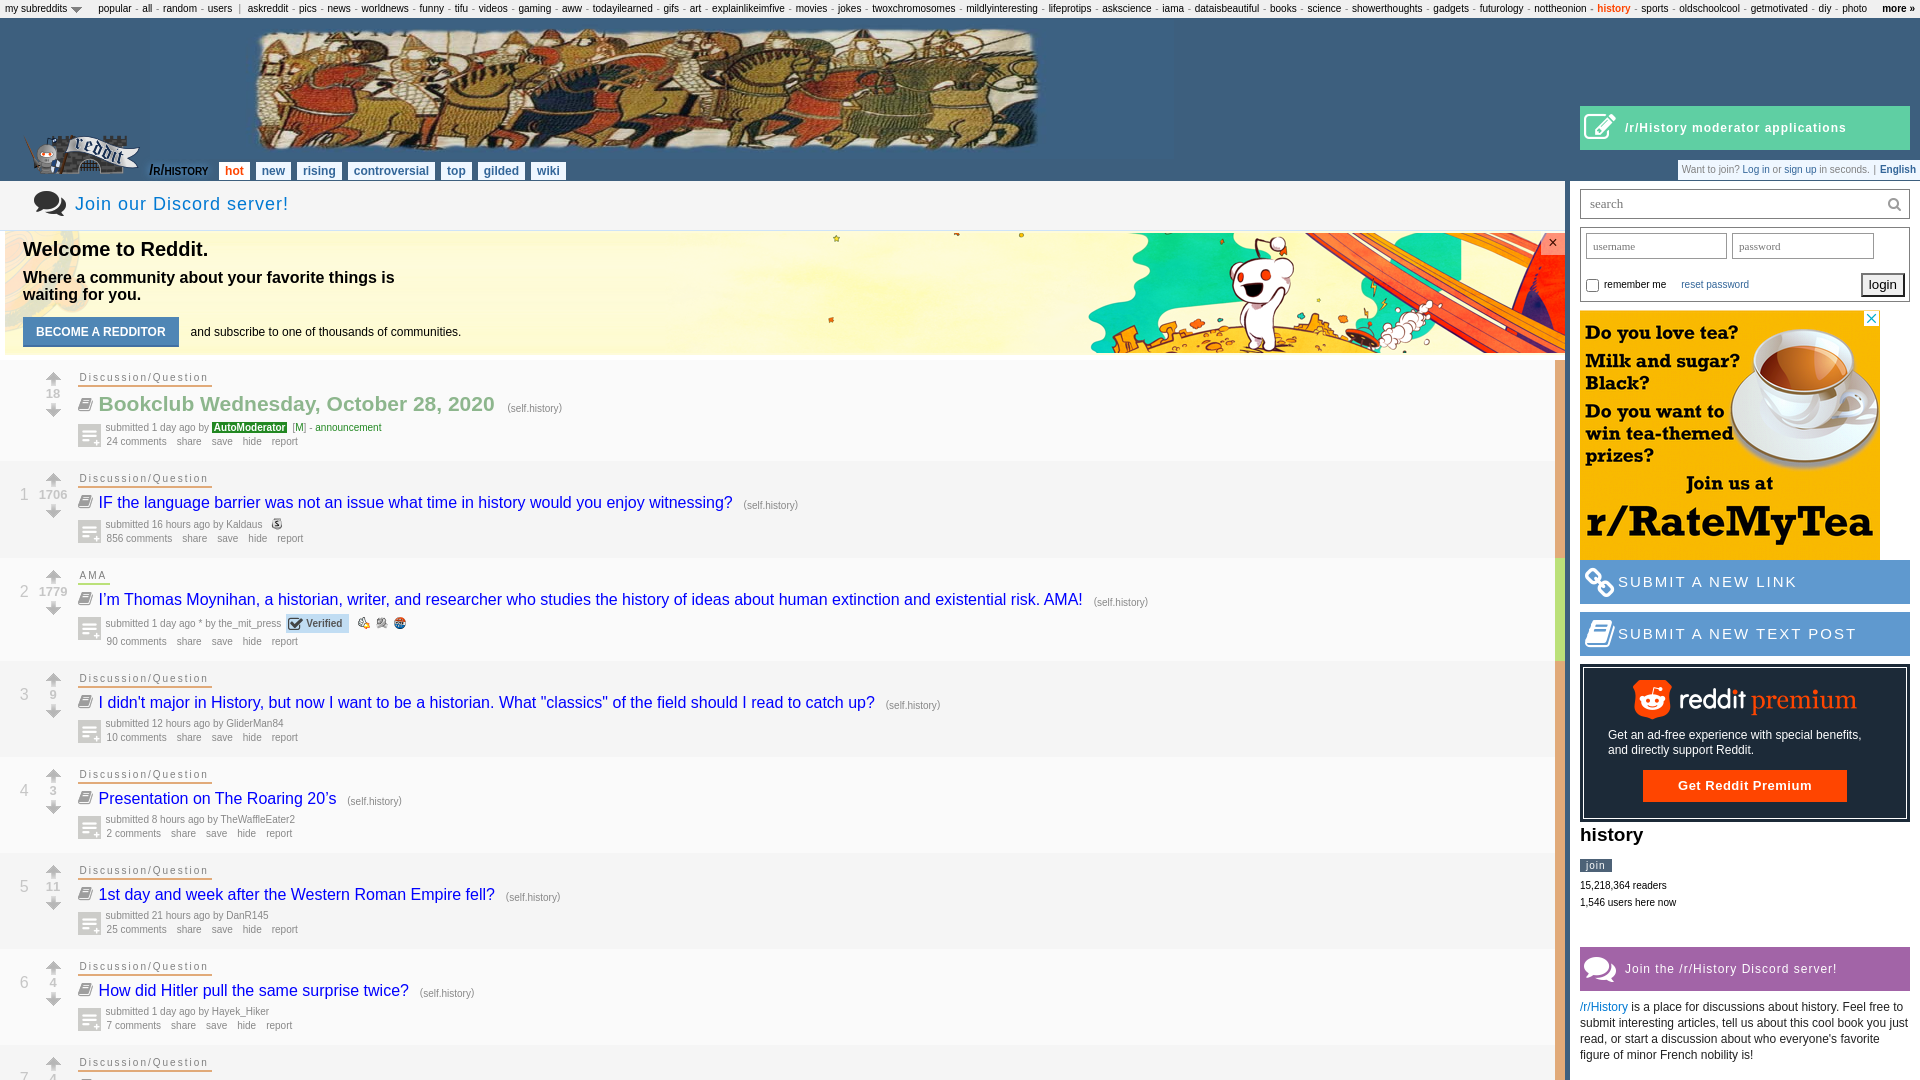 my subreddits
popular - all - random - users | askreddit - pics - news - worldnews - funny - tifu - videos - gaming - aww - todayilearned - gifs - art - explainlikeimfive - movies - jokes - twoxchromosomes - mildlyinteresting - lifeprotips - askscience - iama - dataisbeautiful - books - science - showerthoughts - gadgets - futurology - nottheonion - history - sports - oldschoolcool - getmotivated - diy - photo
more »
/r/History moderator applications
reddit
/r/history hot new rising controversial top gilded wiki
Want to join? Log in or sign up in seconds. | English
Join our Discord server!
search
Welcome to Reddit.
Where a community about your favorite things is
waiting for you.
BECOME A REDDITOR and subscribe to one of thousands of communities.
×
username password
remember me reset password login
Do you love tea?
Milk and sugar?
Black?
Do you want to
win tea-themed
prizes?
Join us at
r/RateMyTea
Discussion/Question
18
Bookclub Wednesday, October 28, 2020 (self.history)
submitted 1 day ago by AutoModerator [M] - announcement
24 comments share save hide report
Discussion/Question
1 1706
IF the language barrier was not an issue what time in history would you enjoy witnessing? (self.history)
submitted 16 hours ago by Kaldaus
856 comments share save hide report
AMA
2 1779
I’m Thomas Moynihan, a historian, writer, and researcher who studies the history of ideas about human extinction and existential risk. AMA! (self.history)
submitted 1 day ago * by the_mit_press Verified
90 comments share save hide report
Discussion/Question
3 9
I didn't major in History, but now I want to be a historian. What "classics" of the field should I read to catch up? (self.history)
submitted 12 hours ago by GliderMan84
10 comments share save hide report
Discussion/Question
4 3
Presentation on The Roaring 20’s (self.history)
submitted 8 hours ago by TheWaffleEater2
2 comments share save hide report
Discussion/Question
5 11
1st day and week after the Western Roman Empire fell? (self.history)
submitted 21 hours ago by DanR145
25 comments share save hide report
Discussion/Question
6 4
How did Hitler pull the same surprise twice? (self.history)
submitted 1 day ago by Hayek_Hiker
7 comments share save hide report
Discussion/Question
7 4
SUBMIT A NEW LINK
SUBMIT A NEW TEXT POST
reddit premium
Get an ad-free experience with special benefits,
and directly support Reddit.
Get Reddit Premium
history
join
15,218,364 readers
1,546 users here now
Join the /r/History Discord server!
/r/History is a place for discussions about history. Feel free to
submit interesting articles, tell us about this cool book you just
read, or start a discussion about who everyone's favorite
figure of minor French nobility is!